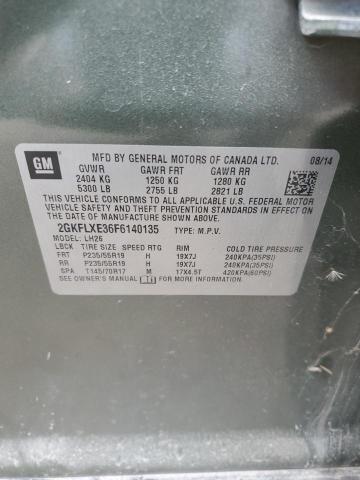 GM
MFD BY GENERAL MOTORS OF CANADA LTD. 08/14
GVWR GAWR FRT GAWR RR
2404 KG 1250 KG 1280 KG
5300 LB 2755 LB 2821 LB
THIS VEHICLE CONFORMS TO ALL APPLICABLE U.S. FEDERAL MOTOR
VEHICLE SAFETY AND THEFT PREVENTION STANDARDS IN EFFECT
ON THE DATE OF MANUFACTURE SHOWN ABOVE.
2GKFLXE36F6140135 TYPE: M.P.V.
MODEL: LH26
LBK TIRE SIZE SPEED RTG RIM COLD TIRE PRESSURE
FRT P235/55R19 H 19X7J 240KPA(35PSI)
RR P235/55R19 H 19X7J 240KPA(35PSI)
SPA T145/70R17 M 17X4.5T 420KPA(60PSI)
SEE OWNER'S MANUAL FOR MORE INFORMATION.